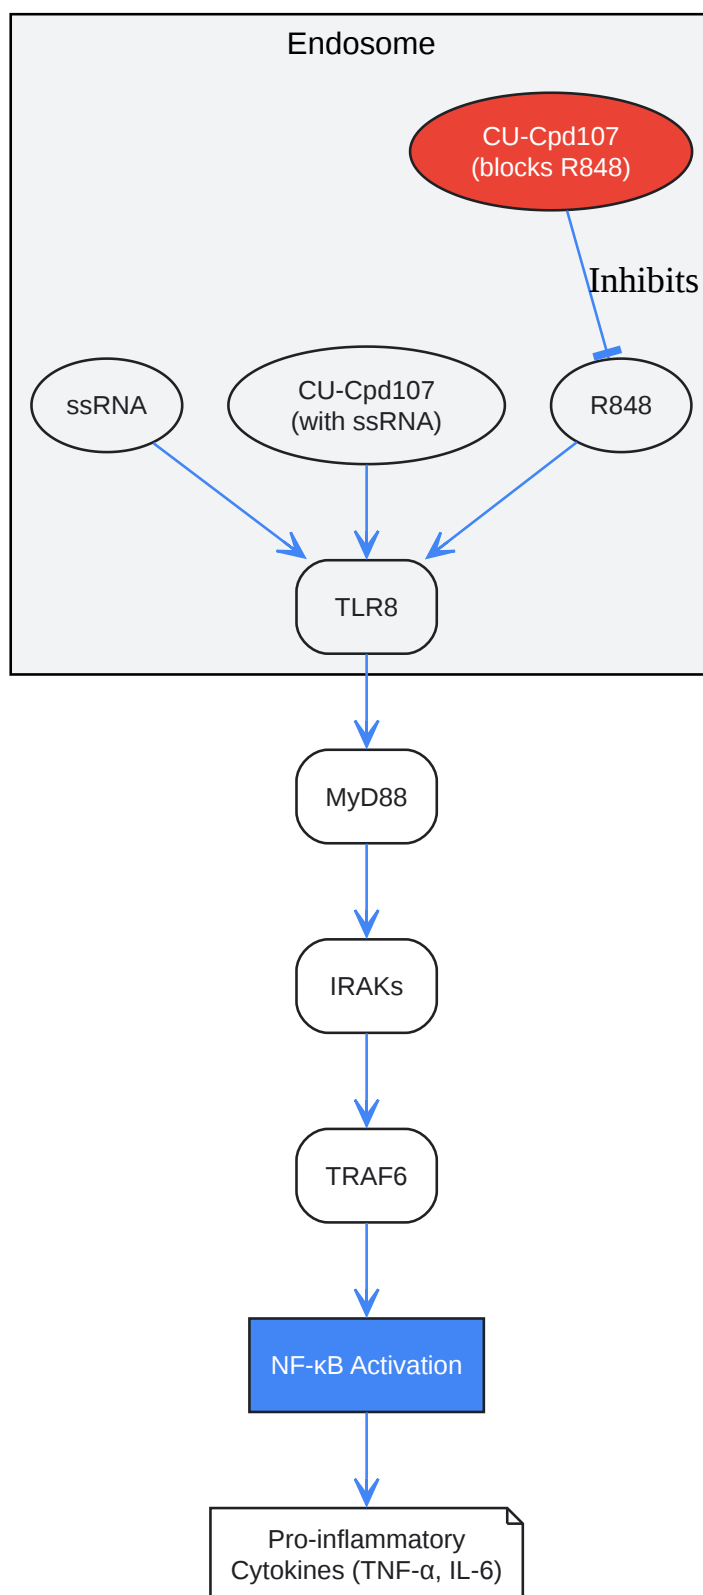 Endosome
CU-Cpd107
(blocks R848)
Inhibits
ssRNA
CU-Cpd107
(with ssRNA)
R848
TLR8
MyD88
IRAKs
TRAF6
NF-κB Activation
Pro-inflammatory
Cytokines (TNF-α, IL-6)